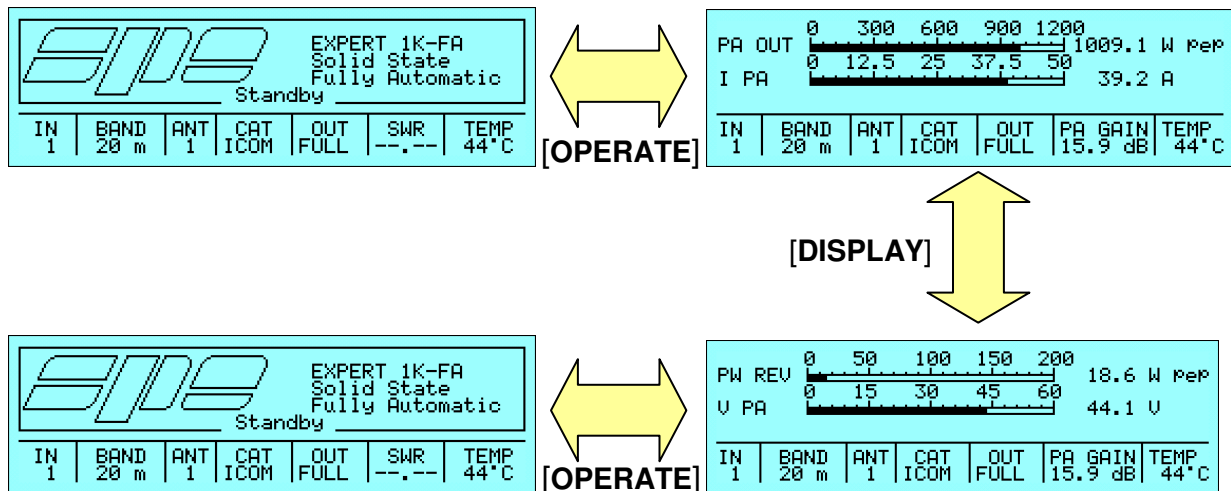 spe
EXPERT 1K-FA
Solid State
Fully Automatic
Standby
IN BAND ANT CAT OUT SWR TEMP
1 20 m 1 ICOM FULL --.-- 44°C
[OPERATE]
0 300 600 900 1200
PA OUT 1009.1 W pep
0 12.5 25 37.5 50
I PA 39.2 A
IN BAND ANT CAT OUT PA GAIN TEMP
1 20 m 1 ICOM FULL 15.9 dB 44°C
[DISPLAY]
spe
EXPERT 1K-FA
Solid State
Fully Automatic
Standby
IN BAND ANT CAT OUT SWR TEMP
1 20 m 1 ICOM FULL --.-- 44°C
[OPERATE]
0 50 100 150 200
PW REV 18.6 W pep
0 15 30 45 60
V PA 44.1 V
IN BAND ANT CAT OUT PA GAIN TEMP
1 20 m 1 ICOM FULL 15.9 dB 44°C